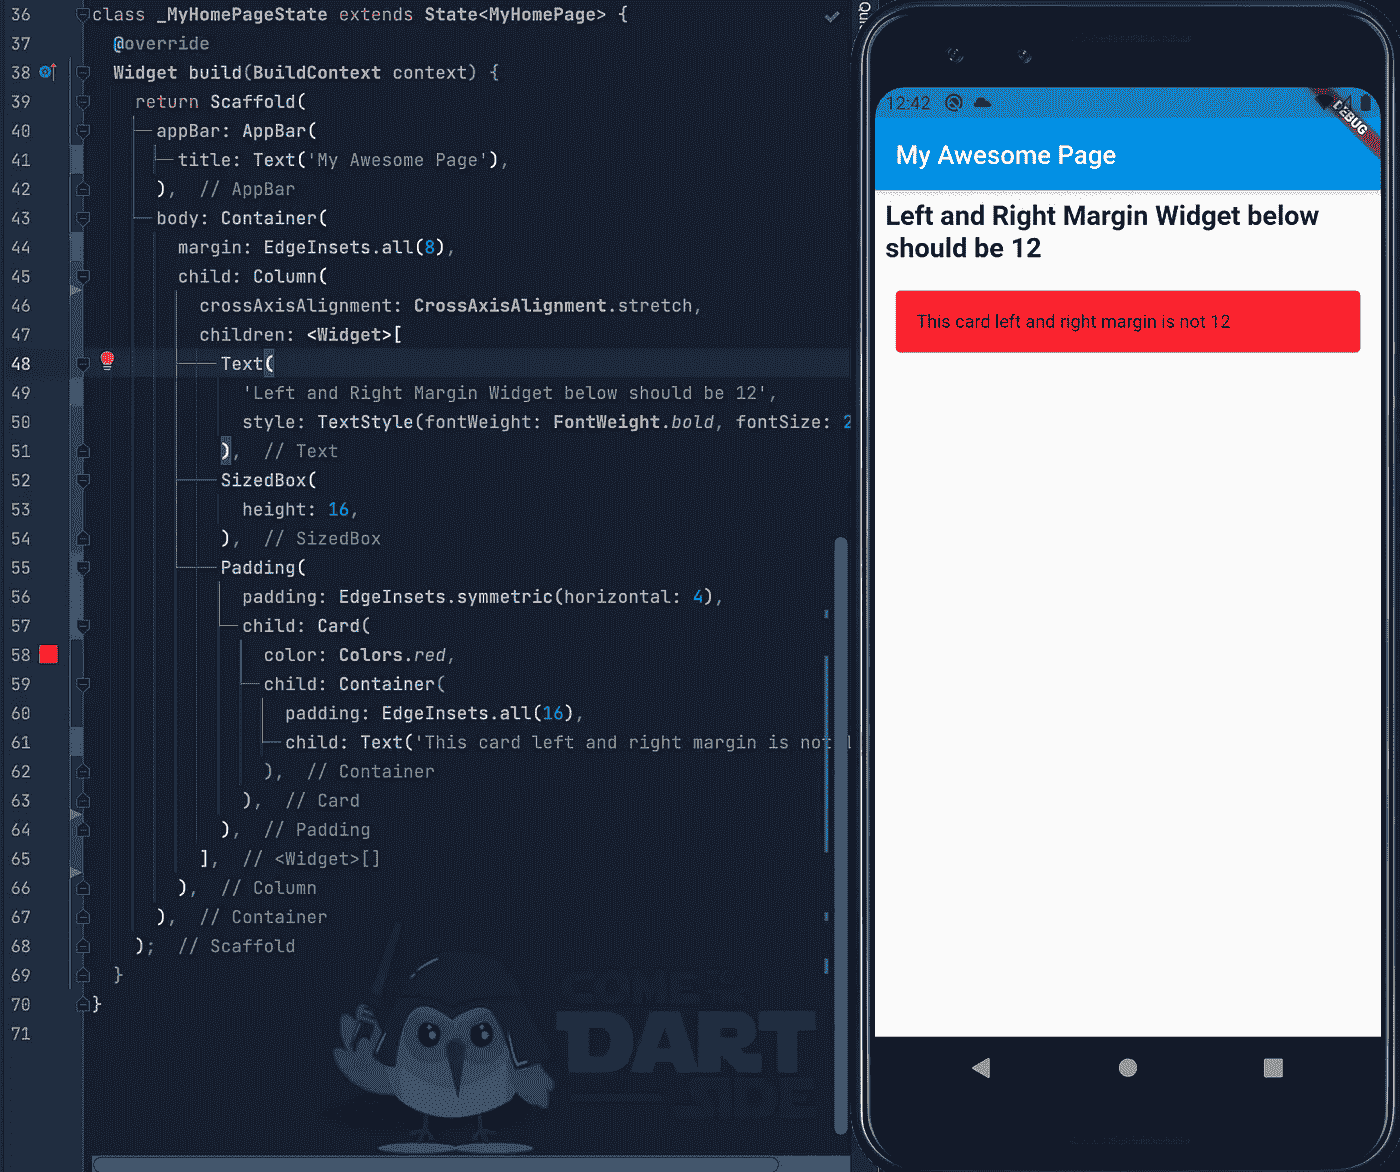 36 class _MyHomePageState extends State<MyHomePage> {
37 @override
38 Widget build(BuildContext context) {
39 return Scaffold(
40 appBar: AppBar(
41 title: Text('My Awesome Page'),
42 ), // AppBar
43 body: Container(
44 margin: EdgeInsets.all(8),
45 child: Column(
46 crossAxisAlignment: CrossAxisAlignment.stretch,
47 children: <Widget>[
48 Text(
49 'Left and Right Margin Widget below should be 12',
50 style: TextStyle(fontWeight: FontWeight.bold, fontSize: 2
51 ), // Text
52 SizedBox(
53 height: 16,
54 ), // SizedBox
55 Padding(
56 padding: EdgeInsets.symmetric(horizontal: 4),
57 child: Card(
58 color: Colors.red,
59 child: Container(
60 padding: EdgeInsets.all(16),
61 child: Text('This card left and right margin is not
62 ), // Container
63 ), // Card
64 ), // Padding
65 ], // <Widget>[]
66 ), // Column
67 ), // Container
68 ); // Scaffold
69 }
70 }
71
COME TO THE
DART
SIDE
Qui
12:42
DEBUG
My Awesome Page
Left and Right Margin Widget below
should be 12
This card left and right margin is not 12